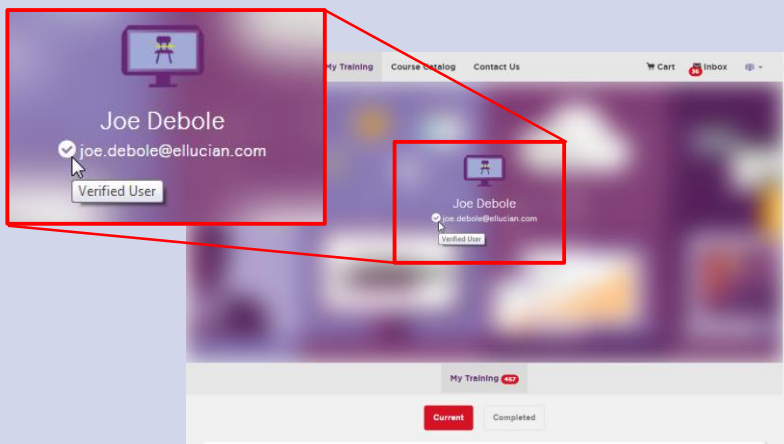 Joe Debole
joe.debole@ellucian.com
Verified User
My Training Course Catalog Contact Us Cart 36 Inbox
Joe Debole
joe.debole@ellucian.com
Verified User
My Training 467
Current Completed